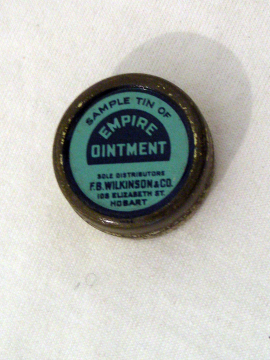 SAMPLE TIN OF
EMPIRE
OINTMENT
SOLE DISTRIBUTORS
F.B. WILKINSON & CO.
108 ELIZABETH ST.
HOBART